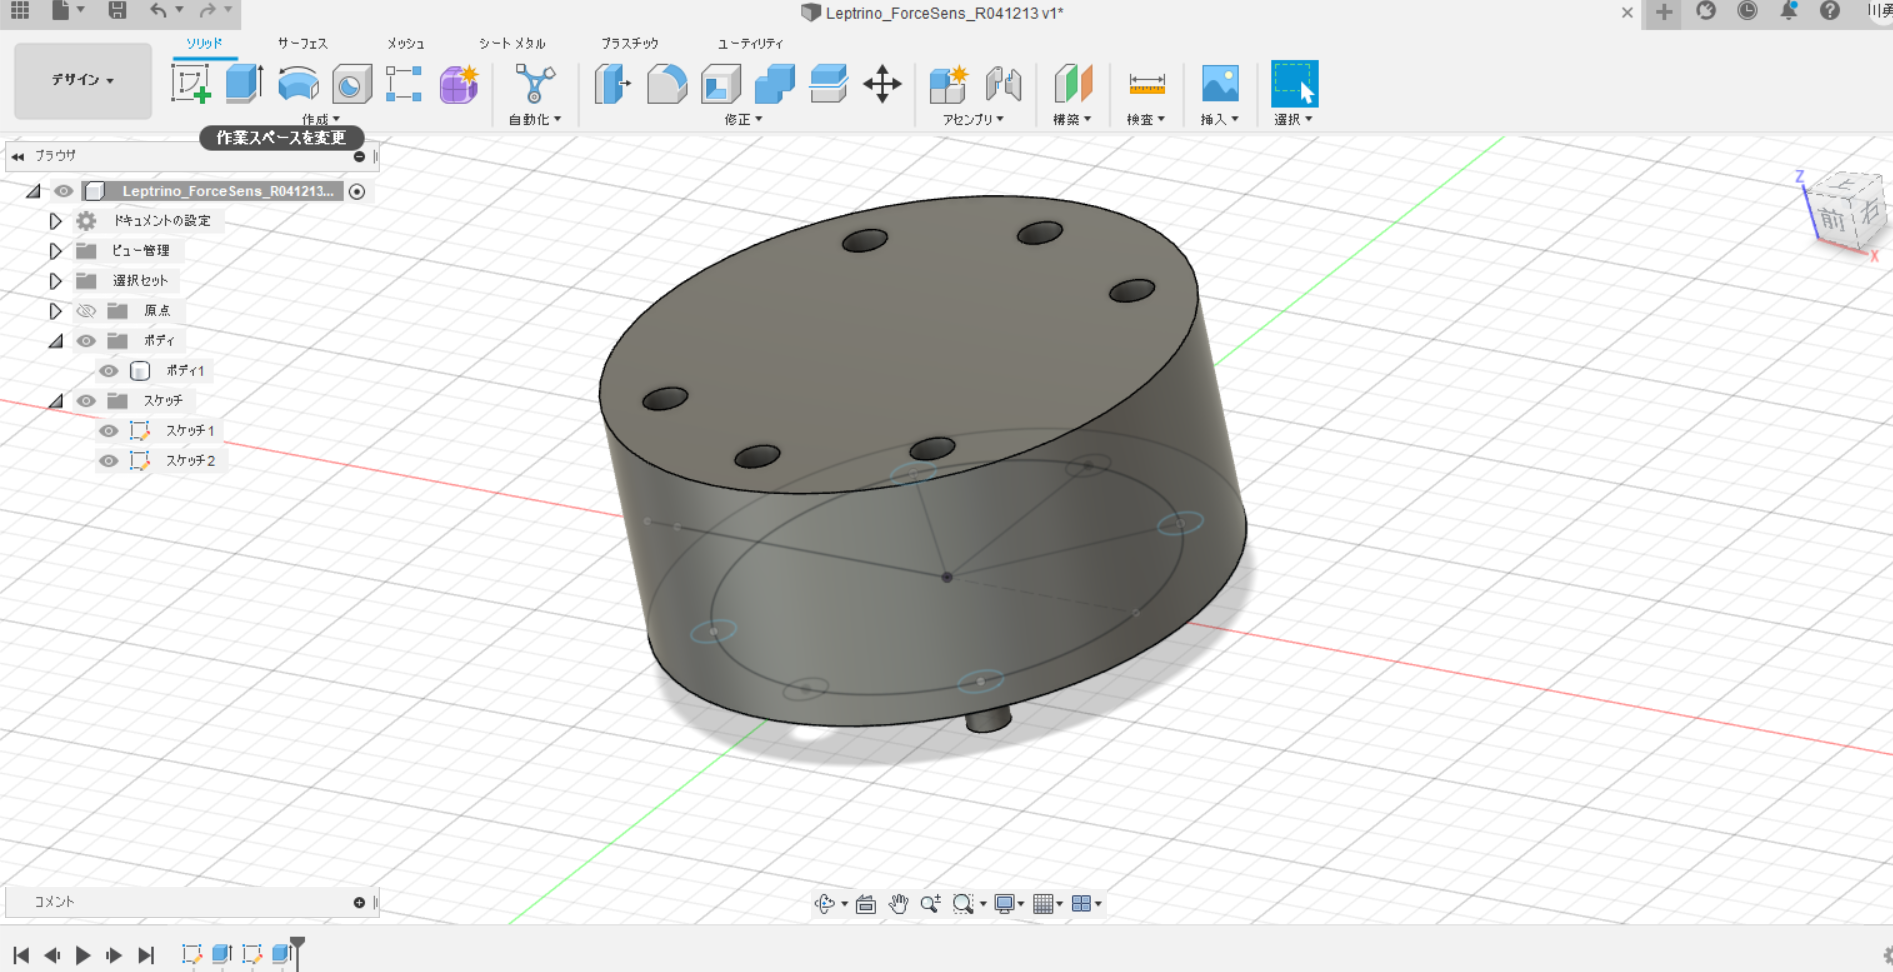 Leptrino_ForceSens_R041213 v1*
ソリッド サーフェス メッシュ シート メタル プラスチック ユーティリティ
デザイン
作成 自動化 修正 アセンブリ 構築 検査 挿入 選択
作業スペースを変更
ブラウザ
Leptrino_ForceSens_R041213...
ドキュメントの設定
ビュー管理
選択セット
原点
ボディ
ボディ1
スケッチ
スケッチ1
スケッチ2
Z
上
前 右
X
コメント